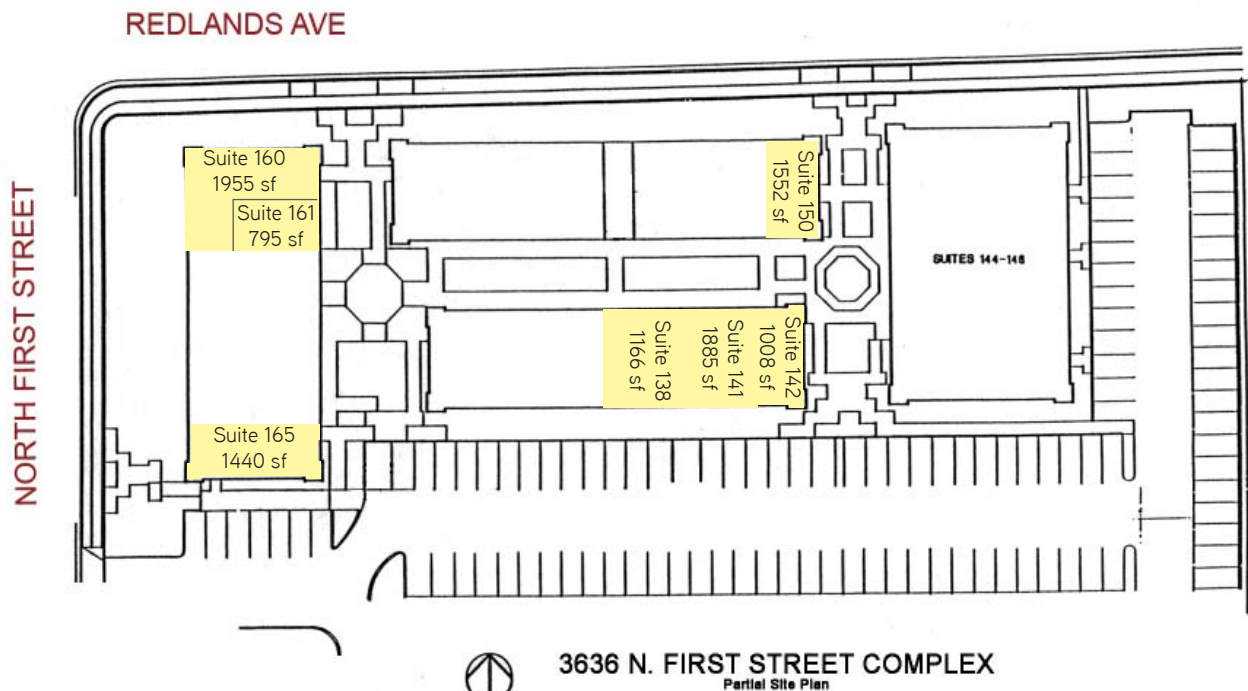 REDLANDS AVE
NORTH FIRST STREET
Suite 160
1955 sf
Suite 161
795 sf
Suite 165
1440 sf
Suite 150
1552 sf
Suite 142
1008 sf
Suite 141
1885 sf
Suite 138
1166 sf
SUITES 144-146
3636 N. FIRST STREET COMPLEX
Partial Site Plan